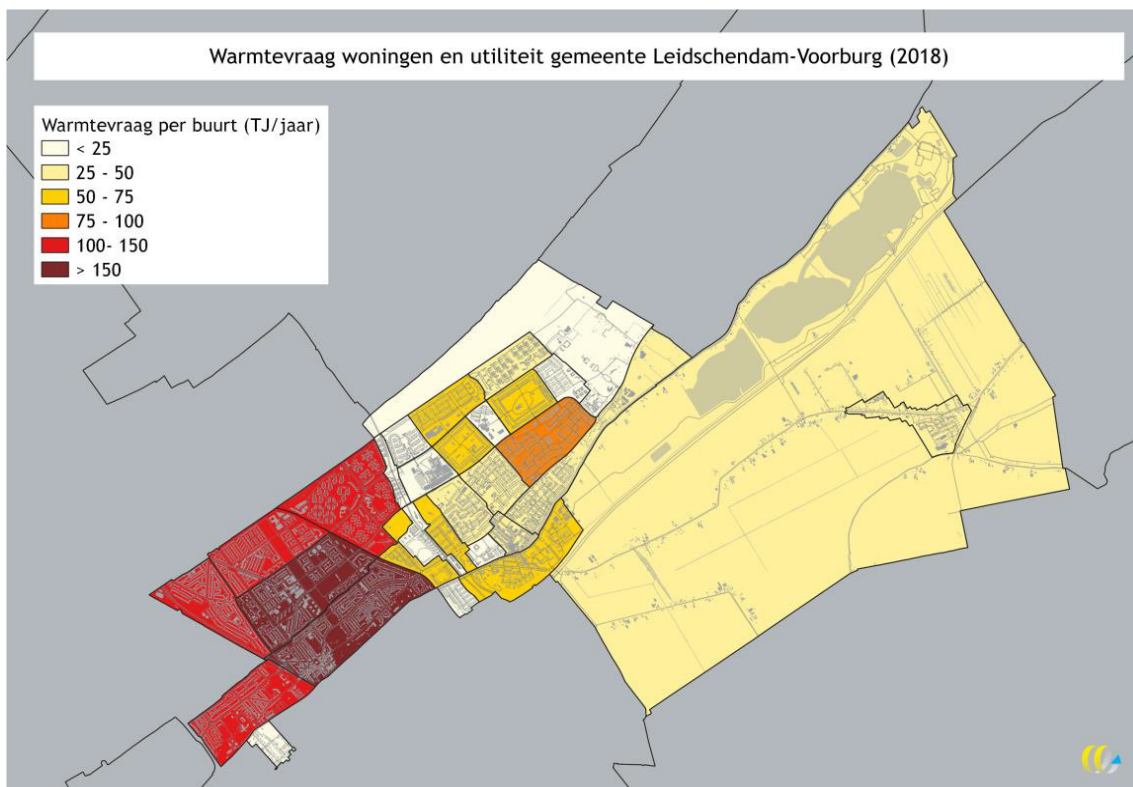 Warmtevraag woningen en utiliteit gemeente Leidschendam-Voorburg (2018)
Warmtevraag per buurt (TJ/jaar)
< 25
25 - 50
50 - 75
75 - 100
100- 150
> 150